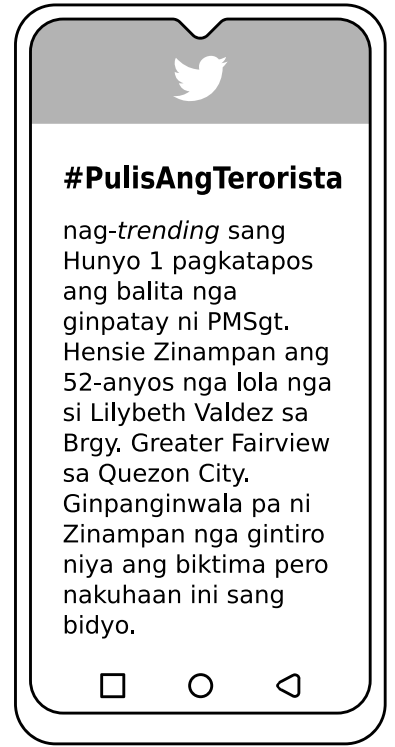 #PulisAngTerorista
nag-trending sang
Hunyo 1 pagkatapos
ang balita nga
ginpatay ni PMSgt.
Hensie Zinampan ang
52-anyos nga lola nga
si Lilybeth Valdez sa
Brgy. Greater Fairview
sa Quezon City.
Ginpanginwala pa ni
Zinampan nga gintiro
niya ang biktima pero
nakuhaan ini sang
bidyo.